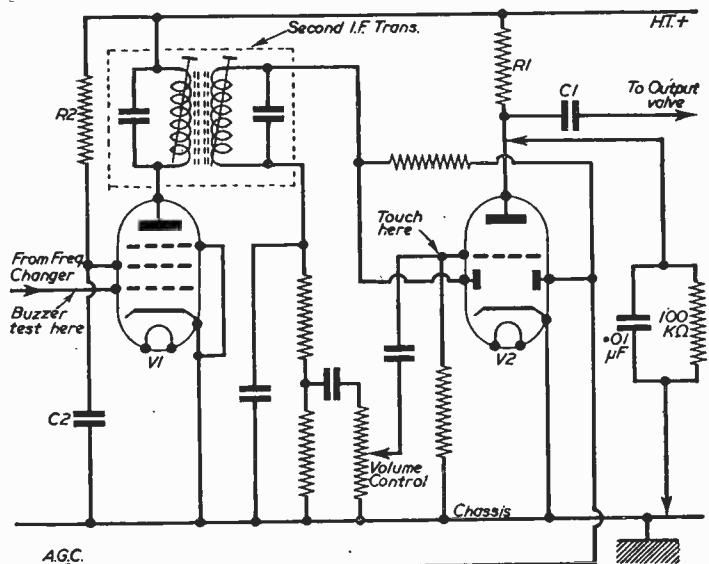 Second I.F. Trans.
H.T.+
R1
C1
To Output
valve
R2
Touch
here
From Freq.
Changer
Buzzer
test here
V1
V2
.01
µF
100
KΩ
C2
Volume
Control
Chassis
A.G.C.